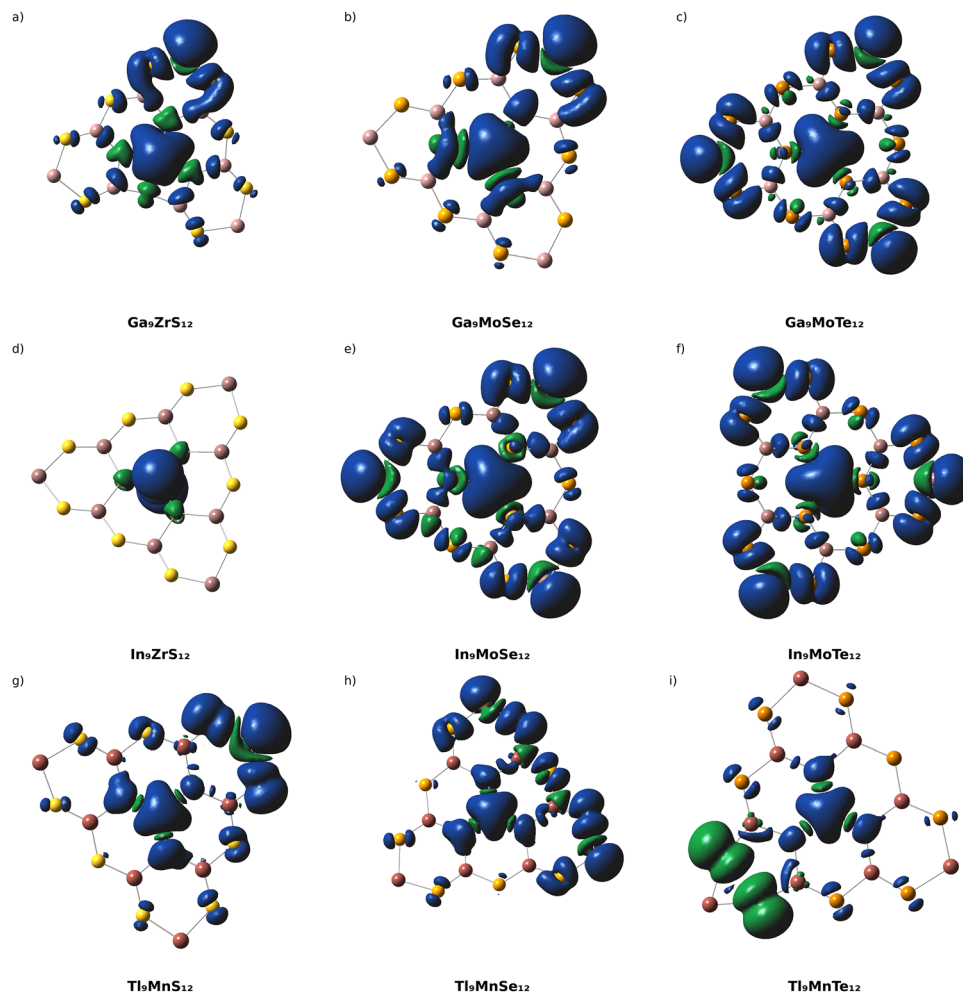 a) b) c)
Ga₉ZrS₁₂ Ga₉MoSe₁₂ Ga₉MoTe₁₂
d) e) f)
In₉ZrS₁₂ In₉MoSe₁₂ In₉MoTe₁₂
g) h) i)
Tl₉MnS₁₂ Tl₉MnSe₁₂ Tl₉MnTe₁₂